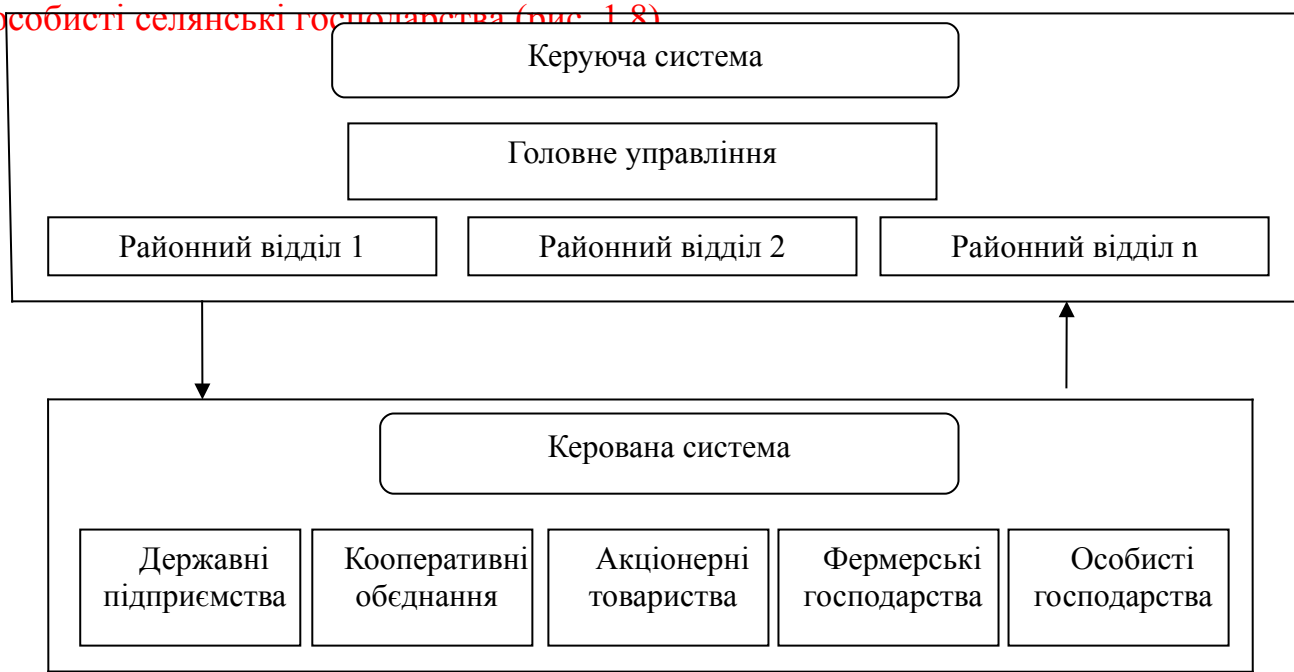 особисті селянські господарства (рис. 1.8)
Керуюча система
Головне управління
Районний відділ 1
Районний відділ 2
Районний відділ n
Керована система
Державні
підприємства
Кооперативні
обєднання
Акціонерні
товариства
Фермерські
господарства
Особисті
господарства